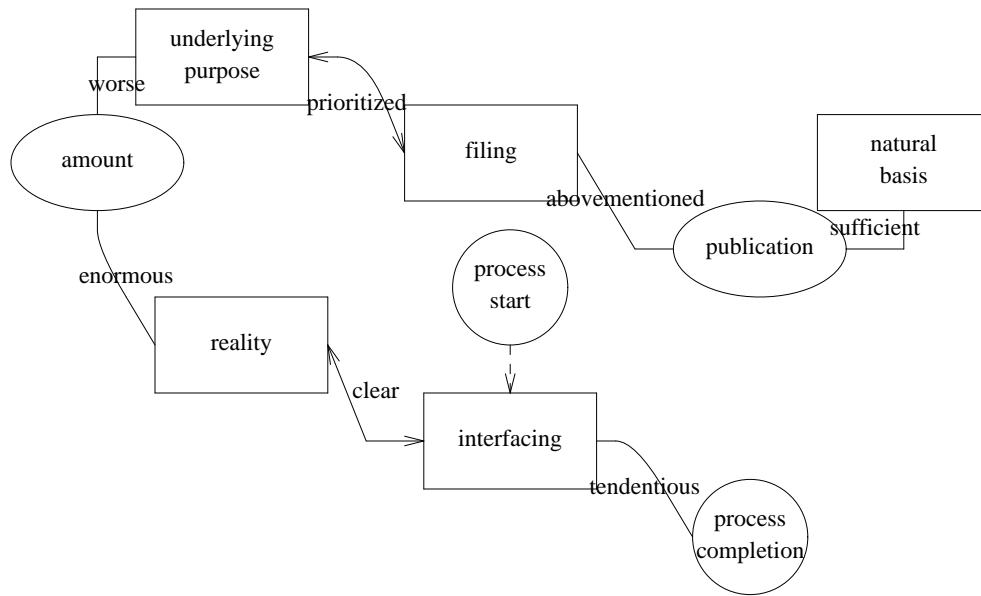 underlying
purpose
worse
prioritized
amount
filing
natural
basis
abovementioned
sufficient
publication
enormous
process
start
reality
clear
interfacing
tendentious
process
completion